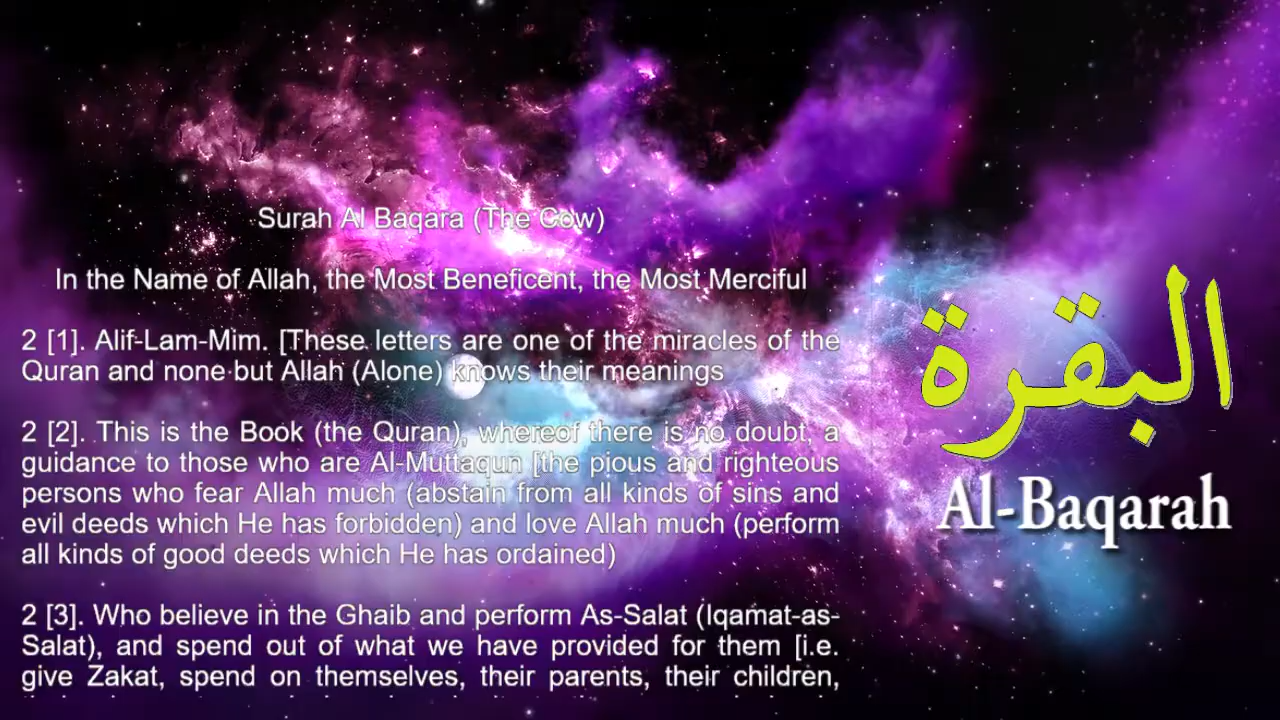 Surah Al Baqara (The Cow)
In the Name of Allah, the Most Beneficent, the Most Merciful
2 [1]. Alif-Lam-Mim. [These letters are one of the miracles of the
Quran and none but Allah (Alone) knows their meanings
2 [2]. This is the Book (the Quran), whereof there is no doubt, a
guidance to those who are Al-Muttaqun [the pious and righteous
persons who fear Allah much (abstain from all kinds of sins and
evil deeds which He has forbidden) and love Allah much (perform
all kinds of good deeds which He has ordained)
2 [3]. Who believe in the Ghaib and perform As-Salat (Iqamat-as-
Salat), and spend out of what we have provided for them [i.e.
give Zakat, spend on themselves, their parents, their children,
البقرة
Al-Baqarah